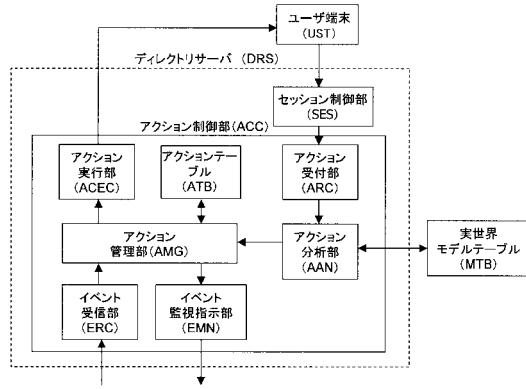 ユーザ端末
(UST)
ディレクトリサーバ (DRS)
セッション制御部
(SES)
アクション制御部(ACC)
アクション
実行部
(ACEC)
アクションテー
ブル
(ATB)
アクション
受付部
(ARC)
アクション
管理部(AMG)
アクション
分析部
(AAN)
実世界
モデルテーブル
(MTB)
イベント
受信部
(ERC)
イベント
監視指示部
(EMN)